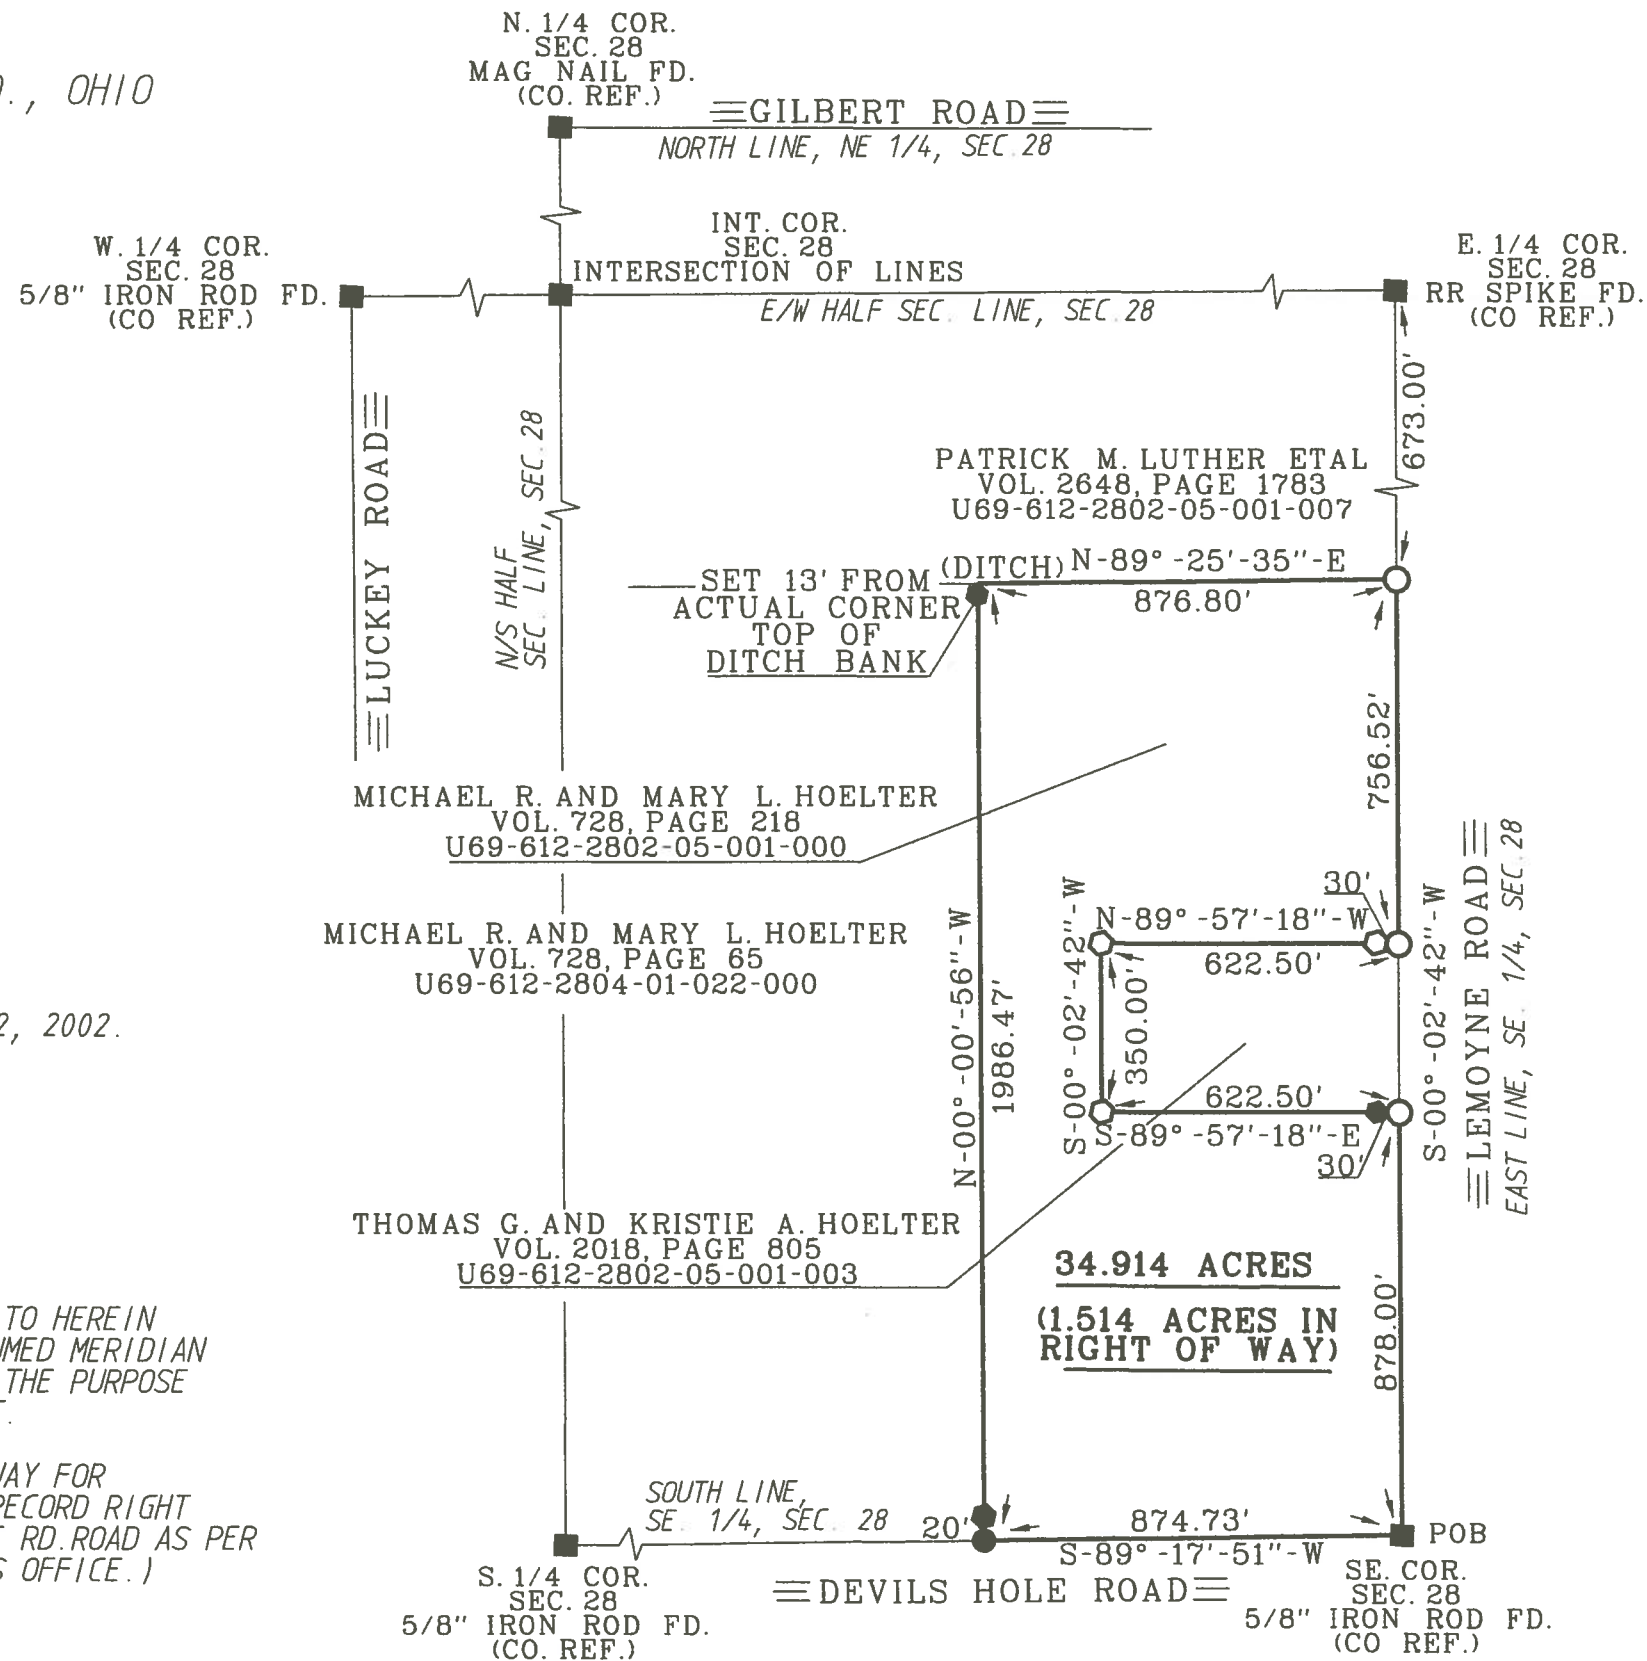 N. 1/4 COR.
SEC. 28
MAG NAIL FD.
(CO. REF.)
., OHIO
GILBERT ROAD
NORTH LINE, NE 1/4, SEC. 28
W. 1/4 COR.
SEC. 28
5/8" IRON ROD FD.
(CO REF.)
INT. COR.
SEC. 28
INTERSECTION OF LINES
E/W HALF SEC. LINE, SEC. 28
E. 1/4 COR.
SEC. 28
RR SPIKE FD.
(CO REF.)
673.00'
LUCKEY ROAD
N/S HALF
SEC. LINE, SEC. 28
PATRICK M. LUTHER ETAL
VOL. 2648, PAGE 1783
U69-612-2802-05-001-007
(DITCH) N-89°-25'-35"-E
876.80'
SET 13' FROM
ACTUAL CORNER
TOP OF
DITCH BANK
756.52'
MICHAEL R. AND MARY L. HOELTER
VOL. 728, PAGE 218
U69-612-2802-05-001-000
MICHAEL R. AND MARY L. HOELTER
VOL. 728, PAGE 65
U69-612-2804-01-022-000
N-00°-00'-56"-W
1986.47'
S-00°-02'-42"-W
350.00'
30'
N-89°-57'-18"-W
622.50'
622.50'
S-89°-57'-18"-E
30'
S-00°-02'-42"-W
LEMOYNE ROAD
EAST LINE, SE. 1/4, SEC. 28
2, 2002.
THOMAS G. AND KRISTIE A. HOELTER
VOL. 2018, PAGE 805
U69-612-2802-05-001-003
34.914 ACRES
(1.514 ACRES IN
RIGHT OF WAY)
878.00'
TO HEREIN
UMED MERIDIAN
THE PURPOSE
T.
WAY FOR
RECORD RIGHT
RD. ROAD AS PER
S OFFICE.)
SOUTH LINE,
SE. 1/4, SEC. 28
20'
874.73'
S-89°-17'-51"-W
POB
DEVILS HOLE ROAD
S. 1/4 COR.
SEC. 28
5/8" IRON ROD FD.
(CO. REF.)
SE. COR.
SEC. 28
5/8" IRON ROD FD.
(CO REF.)